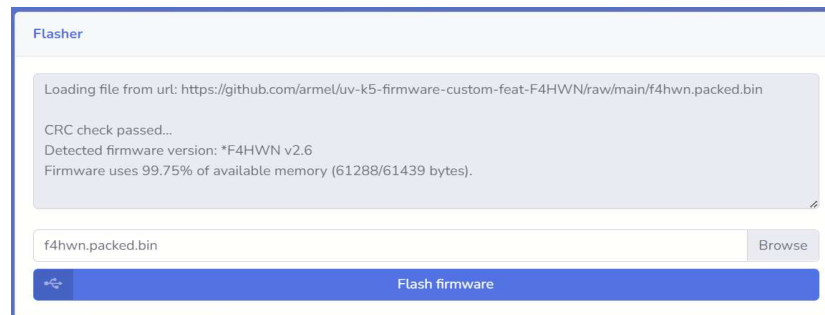 Flasher
Loading file from url: https://github.com/armel/uv-k5-firmware-custom-feat-F4HWN/raw/main/f4hwn.packed.bin
CRC check passed...
Detected firmware version: *F4HWN v2.6
Firmware uses 99.75% of available memory (61288/61439 bytes).
f4hwn.packed.bin Browse
Flash firmware